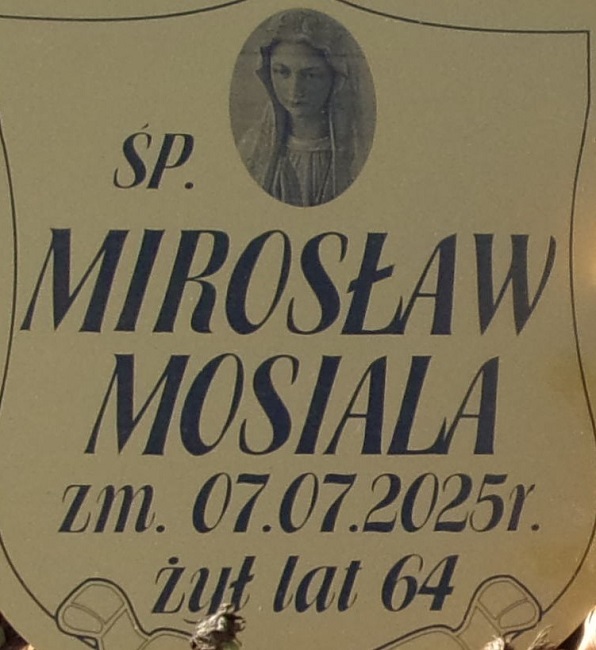 ŚP.
MIROSŁAW
MOSIALA
zm. 07.07.2025r.
żył lat 64